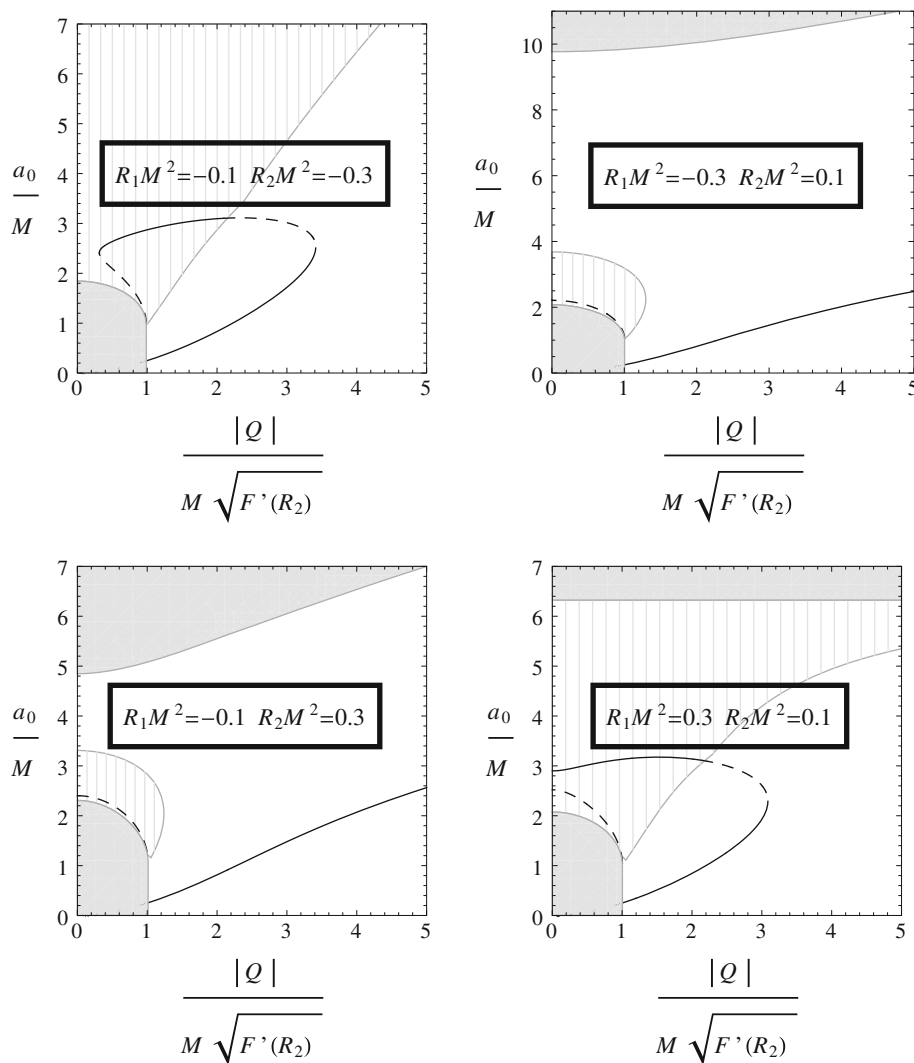 7
6
5
4
3
2
1
0
a₀
M
R₁M²=−0.1 R₂M²=−0.3
0 1 2 3 4 5
|Q|
M √F’(R₂)
10
8
6
4
2
0
a₀
M
R₁M²=−0.3 R₂M²=0.1
0 1 2 3 4 5
|Q|
M √F’(R₂)
7
6
5
4
3
2
1
0
a₀
M
R₁M²=−0.1 R₂M²=0.3
0 1 2 3 4 5
|Q|
M √F’(R₂)
7
6
5
4
3
2
1
0
a₀
M
R₁M²=0.3 R₂M²=0.1
0 1 2 3 4 5
|Q|
M √F’(R₂)